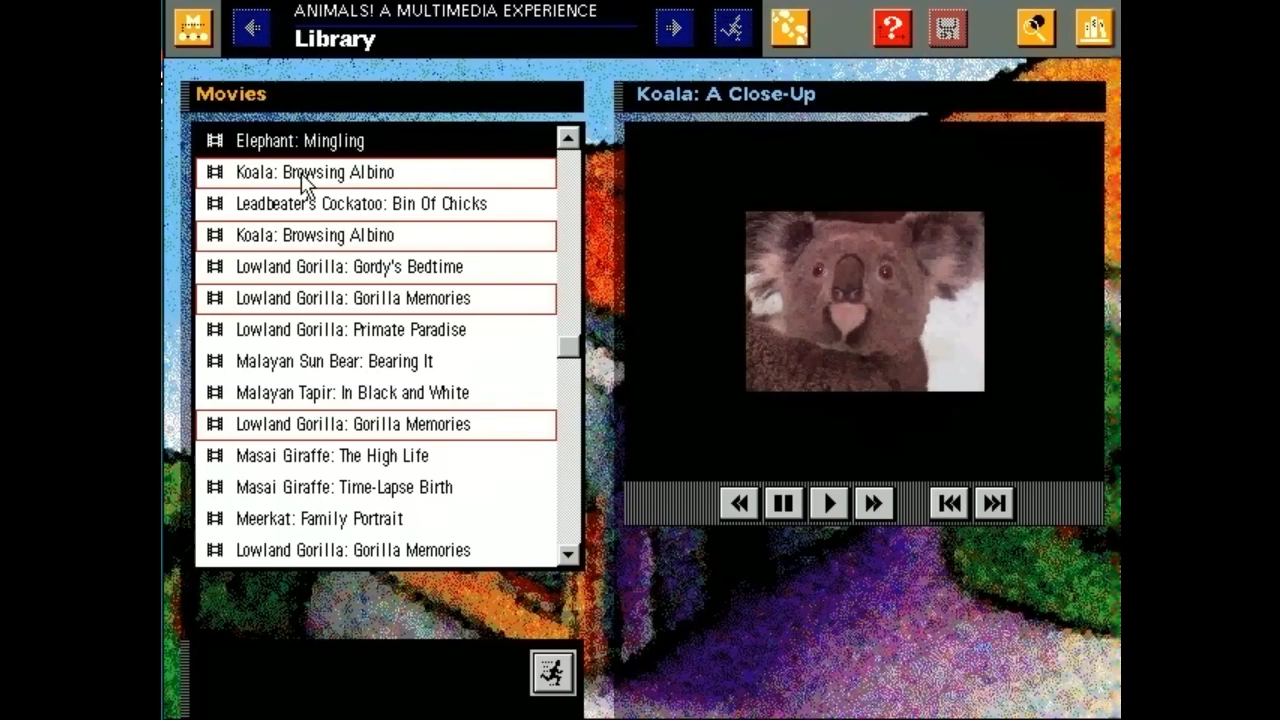 ANIMALS! A MULTIMEDIA EXPERIENCE
Library
Movies
Elephant: Mingling
Koala: Browsing Albino
Leadbeater's Cockatoo: Bin Of Chicks
Koala: Browsing Albino
Lowland Gorilla: Gordy's Bedtime
Lowland Gorilla: Gorilla Memories
Lowland Gorilla: Primate Paradise
Malayan Sun Bear: Bearing It
Malayan Tapir: In Black and White
Lowland Gorilla: Gorilla Memories
Masai Giraffe: The High Life
Masai Giraffe: Time-Lapse Birth
Meerkat: Family Portrait
Lowland Gorilla: Gorilla Memories
Koala: A Close-Up
?